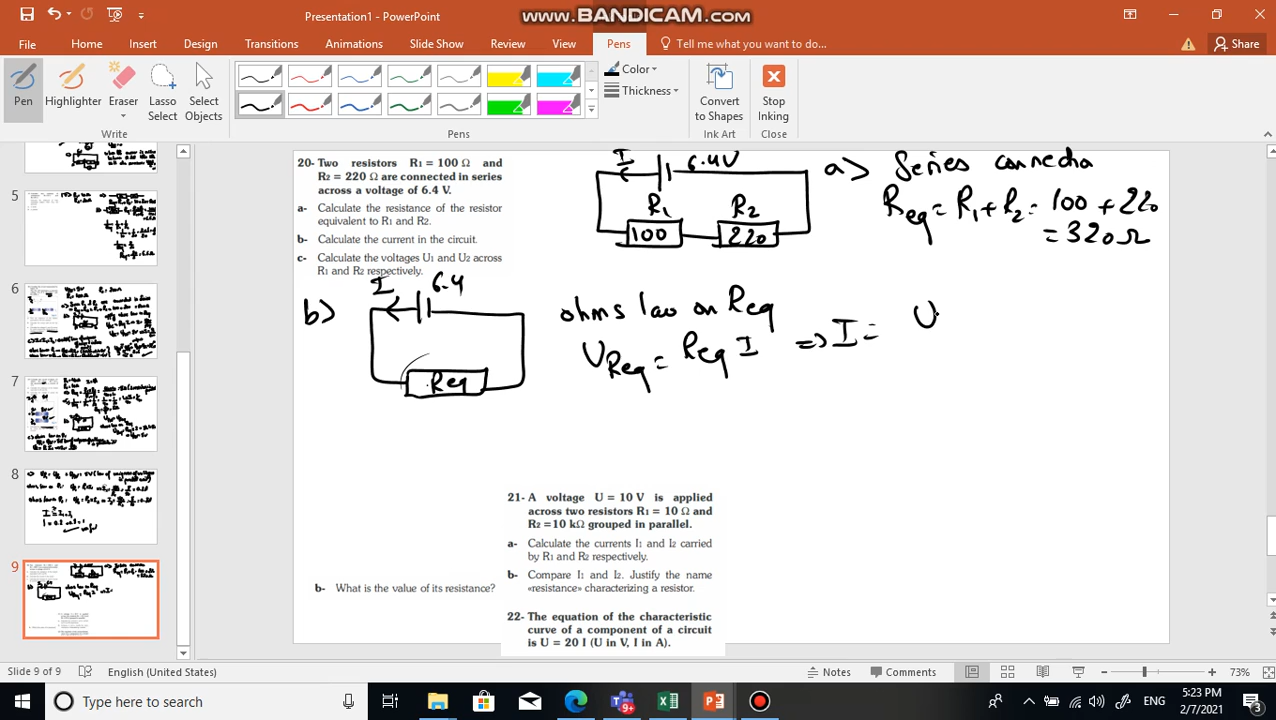 Presentation1 - PowerPoint
www.BANDICAM.com
File Home Insert Design Transitions Animations Slide Show Review View Pens Tell me what you want to do... Share
Pen Highlighter Eraser Lasso Select Select Objects
Color
Thickness
Convert to Shapes
Stop Inking
Write
Pens
Ink Art
Close
5
6
7
8
9
20- Two resistors R1 = 100 Ω and
R2 = 220 Ω are connected in series
across a voltage of 6.4 V.
a- Calculate the resistance of the resistor
equivalent to R1 and R2.
b- Calculate the current in the circuit.
c- Calculate the voltages U1 and U2 across
R1 and R2 respectively.
I 6.4V
R1 R2
100 220
a> Series connectio
Req = R1 + R2 = 100 + 220
= 320 Ω
b>
I 6.4
Req
ohms law on Req
UReq = Req I => I = U
21- A voltage U = 10 V is applied
across two resistors R1 = 10 Ω and
R2 = 10 kΩ grouped in parallel.
a- Calculate the currents I1 and I2 carried
by R1 and R2 respectively.
b- Compare I1 and I2. Justify the name
«resistance» characterizing a resistor.
b- What is the value of its resistance?
22- The equation of the characteristic
curve of a component of a circuit
is U = 20 I (U in V, I in A).
Slide 9 of 9 English (United States) Notes Comments 73%
Type here to search
9+
ENG
5:23 PM
2/7/2021
3